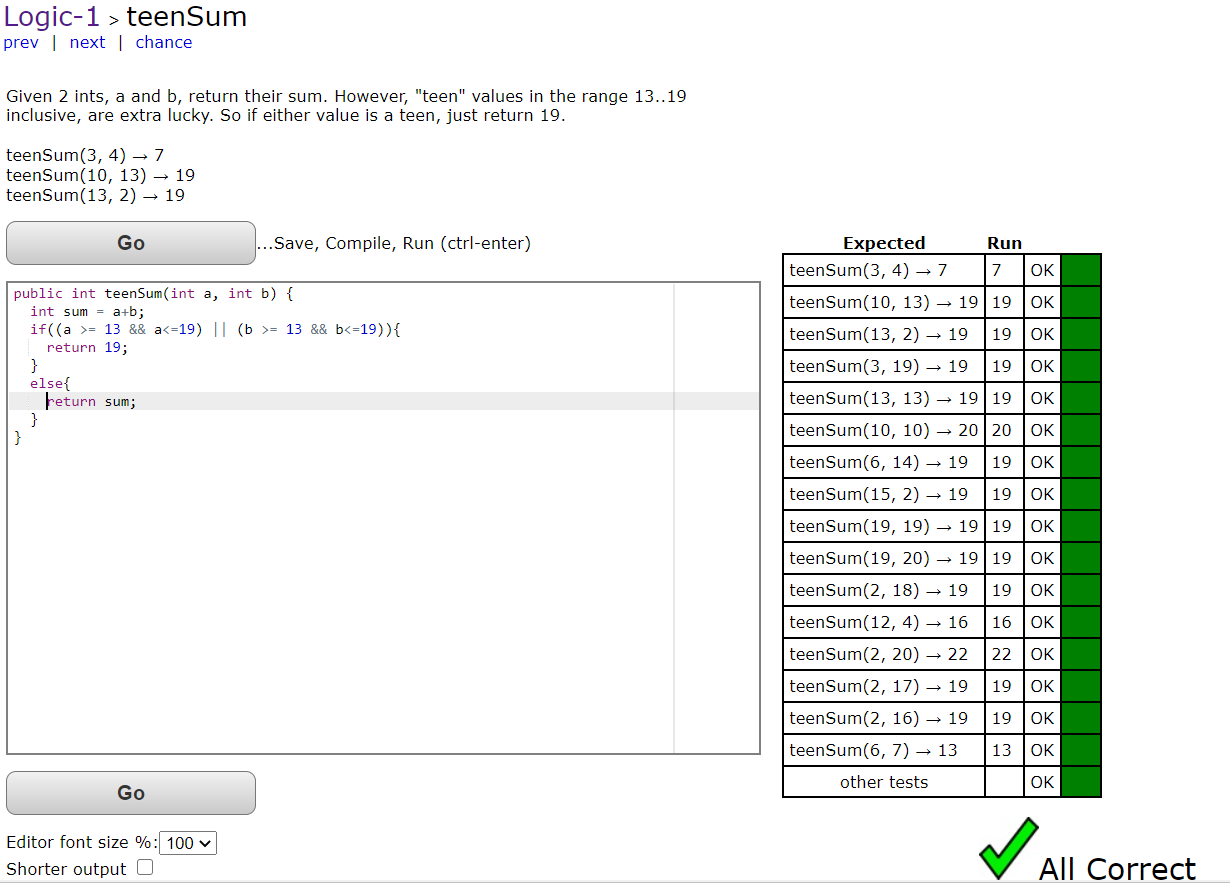 Logic-1 > teenSum
prev | next | chance
Given 2 ints, a and b, return their sum. However, "teen" values in the range 13..19
inclusive, are extra lucky. So if either value is a teen, just return 19.
teenSum(3, 4) → 7
teenSum(10, 13) → 19
teenSum(13, 2) → 19
Go
...Save, Compile, Run (ctrl-enter)
public int teenSum(int a, int b) {
  int sum = a+b;
  if((a >= 13 && a<=19) || (b >= 13 && b<=19)){
    return 19;
  }
  else{
    return sum;
  }
}
Go
Editor font size %: 100
Shorter output
Expected Run
teenSum(3, 4) → 7 7 OK
teenSum(10, 13) → 19 19 OK
teenSum(13, 2) → 19 19 OK
teenSum(3, 19) → 19 19 OK
teenSum(13, 13) → 19 19 OK
teenSum(10, 10) → 20 20 OK
teenSum(6, 14) → 19 19 OK
teenSum(15, 2) → 19 19 OK
teenSum(19, 19) → 19 19 OK
teenSum(19, 20) → 19 19 OK
teenSum(2, 18) → 19 19 OK
teenSum(12, 4) → 16 16 OK
teenSum(2, 20) → 22 22 OK
teenSum(2, 17) → 19 19 OK
teenSum(2, 16) → 19 19 OK
teenSum(6, 7) → 13 13 OK
other tests OK
All Correct